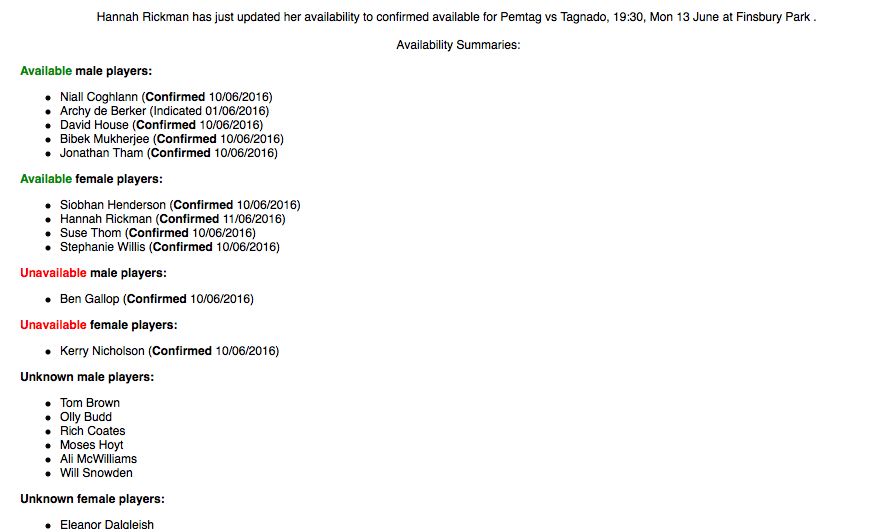 Hannah Rickman has just updated her availability to confirmed available for Pemtag vs Tagnado, 19:30, Mon 13 June at Finsbury Park .
Availability Summaries:
Available male players:
• Niall Coghlann (Confirmed 10/06/2016)
• Archy de Berker (Indicated 01/06/2016)
• David House (Confirmed 10/06/2016)
• Bibek Mukherjee (Confirmed 10/06/2016)
• Jonathan Tham (Confirmed 10/06/2016)
Available female players:
• Siobhan Henderson (Confirmed 10/06/2016)
• Hannah Rickman (Confirmed 11/06/2016)
• Suse Thom (Confirmed 10/06/2016)
• Stephanie Willis (Confirmed 10/06/2016)
Unavailable male players:
• Ben Gallop (Confirmed 10/06/2016)
Unavailable female players:
• Kerry Nicholson (Confirmed 10/06/2016)
Unknown male players:
• Tom Brown
• Olly Budd
• Rich Coates
• Moses Hoyt
• Ali McWilliams
• Will Snowden
Unknown female players:
• Eleanor Dalgleish